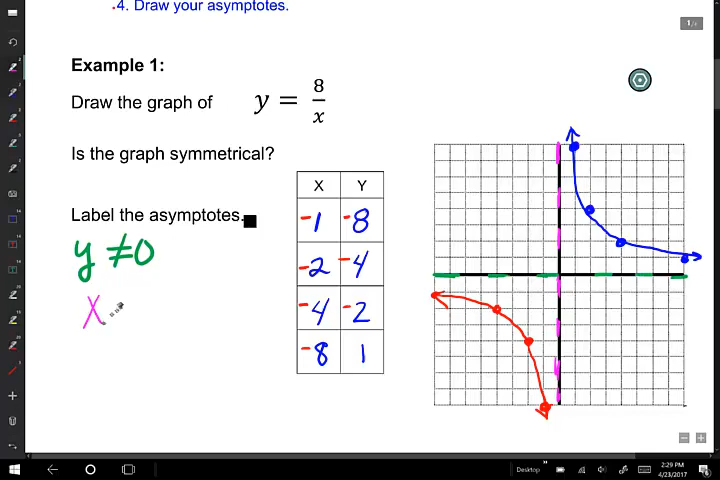 4. Draw your asymptotes.
1/
Example 1:
Draw the graph of y = 8/x
Is the graph symmetrical?
Label the asymptotes.
y ≠ 0
X
X Y
-1 -8
-2 -4
-4 -2
-8 1
Desktop
2:29 PM
4/23/2017
6